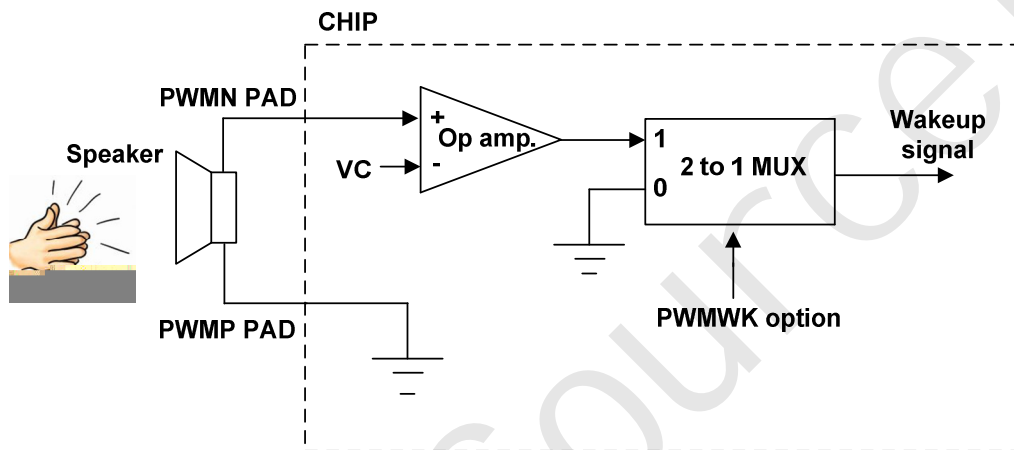 CHIP
PWMN PAD
Speaker
+
Op amp.
VC
-
1
2 to 1 MUX
0
Wakeup
signal
PWMP PAD
PWMWK option
source